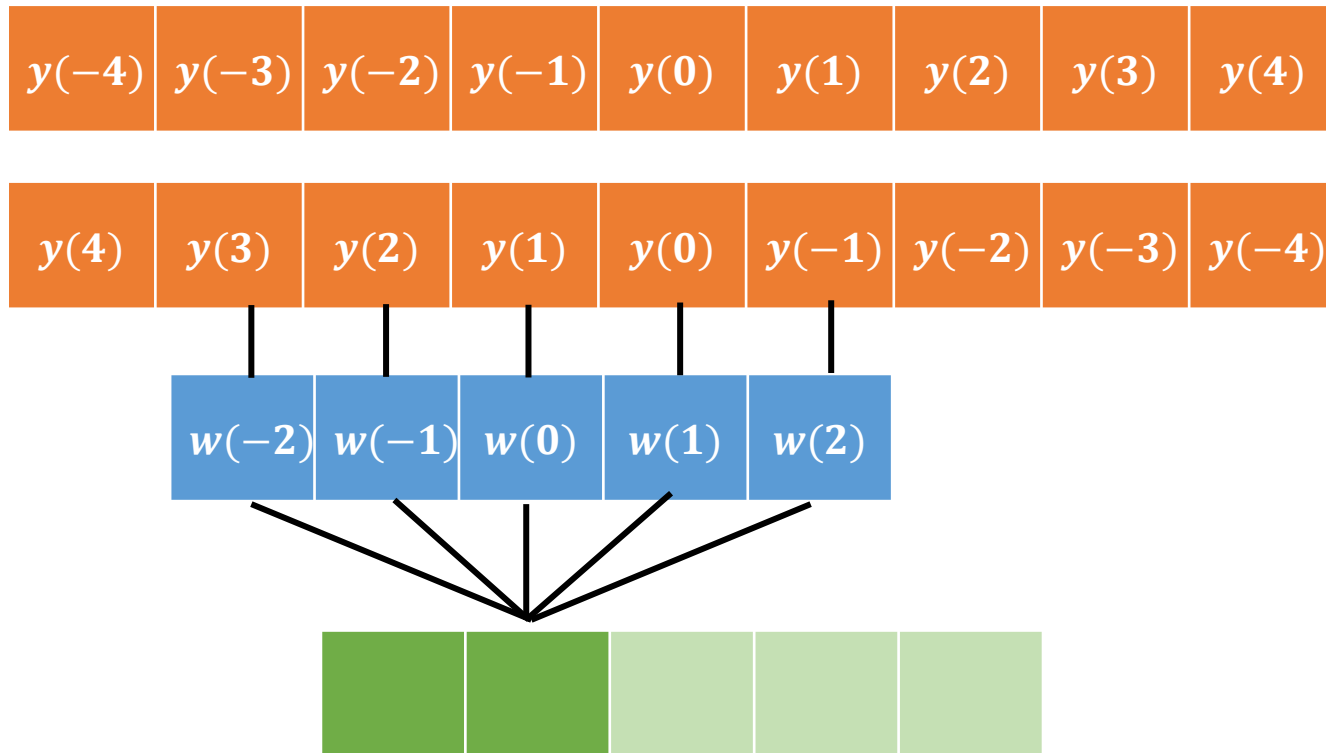 y(−4) y(−3) y(−2) y(−1) y(0) y(1) y(2) y(3) y(4)
y(4) y(3) y(2) y(1) y(0) y(−1) y(−2) y(−3) y(−4)
w(−2) w(−1) w(0) w(1) w(2)